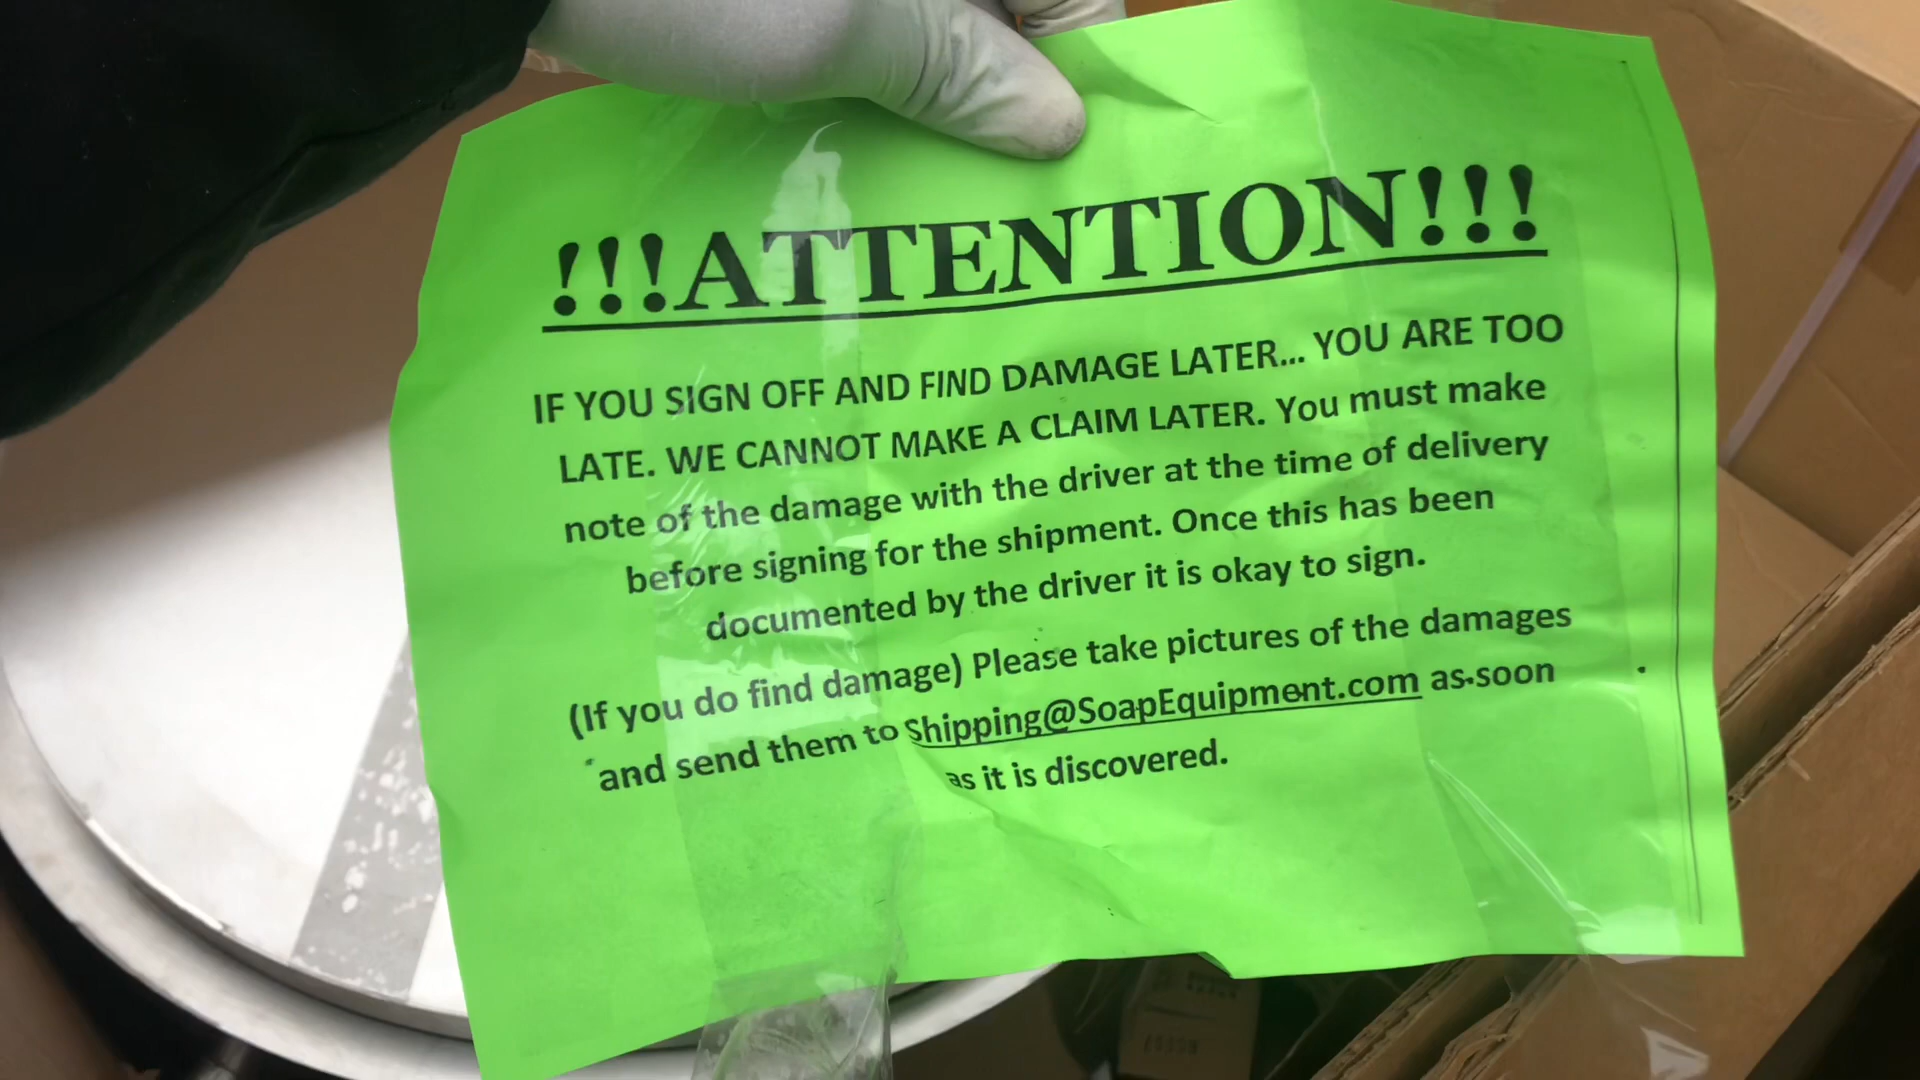 !!!ATTENTION!!!
IF YOU SIGN OFF AND FIND DAMAGE LATER... YOU ARE TOO
LATE. WE CANNOT MAKE A CLAIM LATER. You must make
note of the damage with the driver at the time of delivery
before signing for the shipment. Once this has been
documented by the driver it is okay to sign.
(If you do find damage) Please take pictures of the damages
and send them to Shipping@SoapEquipment.com as soon
as it is discovered.